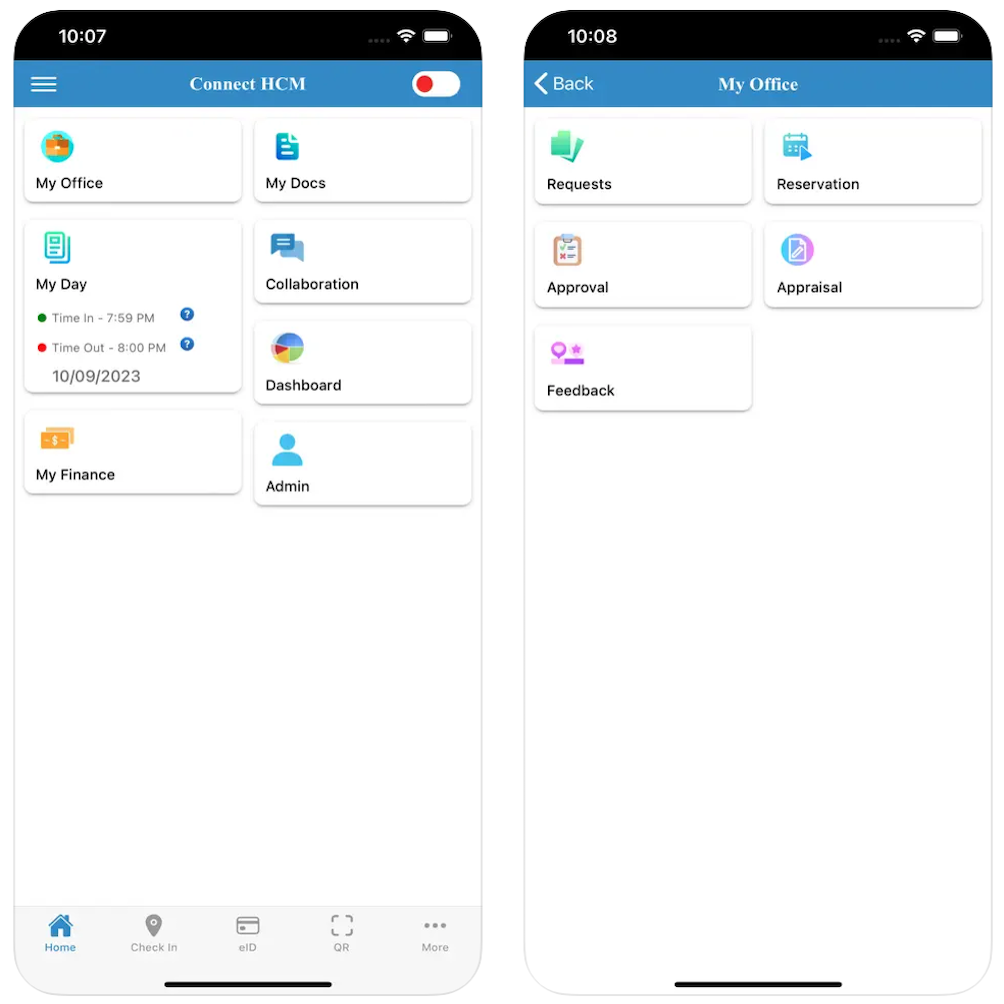 10:07
Connect HCM
My Office
My Docs
My Day
Time In - 7:59 PM
?
Time Out - 8:00 PM
?
10/09/2023
Collaboration
Dashboard
My Finance
$
Admin
Home
Check In
eID
QR
More
10:08
Back
My Office
Requests
Reservation
Approval
Appraisal
Feedback